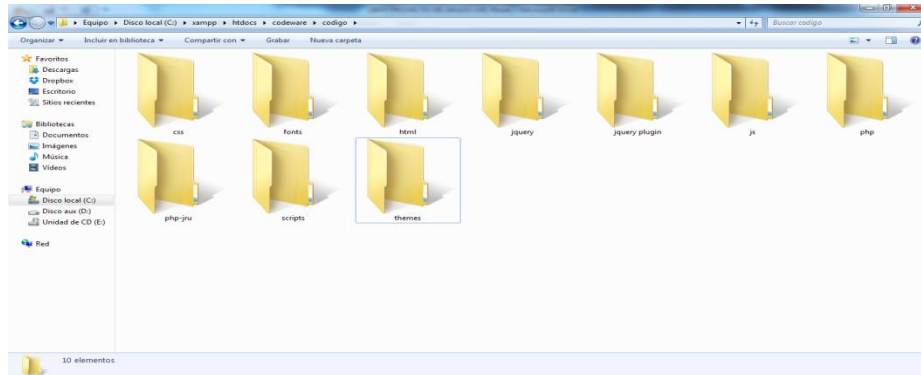 Equipo ▸ Disco local (C:) ▸ xampp ▸ htdocs ▸ codeware ▸ codigo ▸
Buscar codigo
Organizar Incluir en biblioteca Compartir con Grabar Nueva carpeta
Favoritos
Descargas
Dropbox
Escritorio
Sitios recientes
Bibliotecas
Documentos
Imágenes
Música
Vídeos
Equipo
Disco local (C:)
Disco aux (D:)
Unidad de CD (E:)
Red
css fonts html jquery jquery plugin js php
php-jru scripts themes
10 elementos